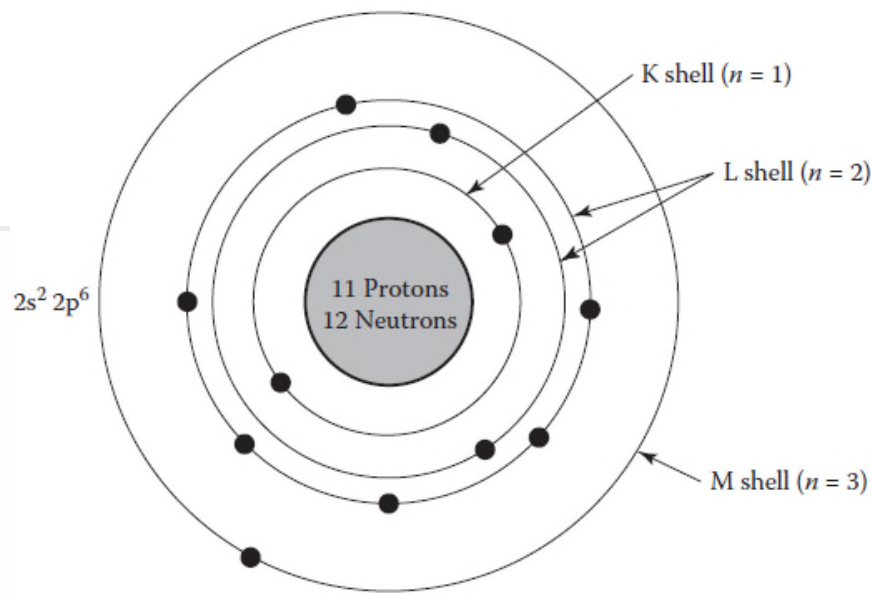 K shell (n = 1)
L shell (n = 2)
2s² 2p⁶
11 Protons
12 Neutrons
M shell (n = 3)